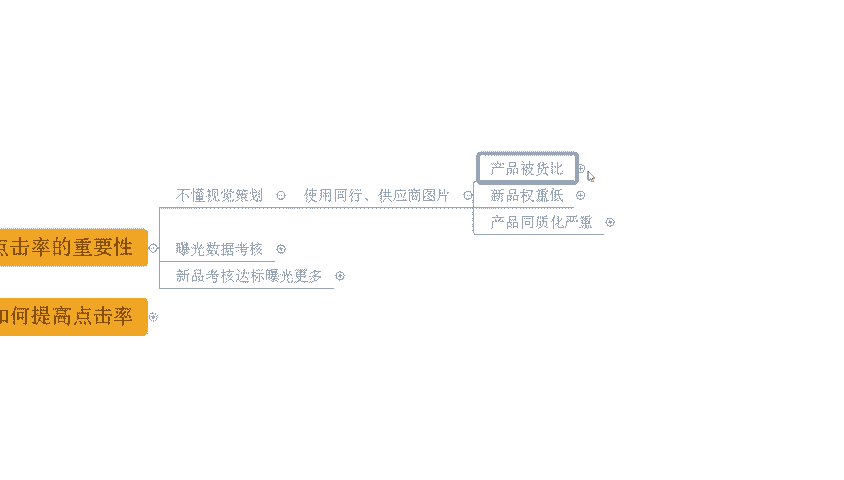 产品被货比
不懂视觉策划
使用同行、供应商图片
新品权重低
产品同质化严重
点击率的重要性
曝光数据考核
新品考核达标曝光更多
如何提高点击率